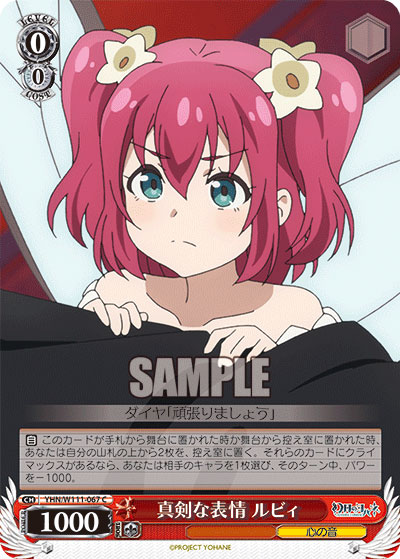 LEVEL
0
0
COST
SAMPLE
ダイヤ「頑張りましょう」
自 このカードが手札から舞台に置かれた時か舞台から控え室に置かれた時、
あなたは自分の山札の上から2枚を、控え室に置く。それらのカードにクライ
マックスがあるなら、あなたは相手のキャラを1枚選び、そのターン中、パワー
を－1000。
CH YHN/W111-067 C
1000
真剣な表情 ルビィ
心の音
©PROJECT YOHANE